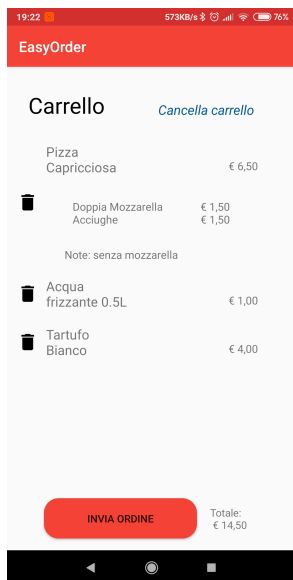 19:22 573KB/s 76%
EasyOrder
Carrello
Cancella carrello
Pizza
Capricciosa € 6,50
Doppia Mozzarella € 1,50
Acciughe € 1,50
Note: senza mozzarella
Acqua
frizzante 0.5L € 1,00
Tartufo
Bianco € 4,00
INVIA ORDINE
Totale:
€ 14,50